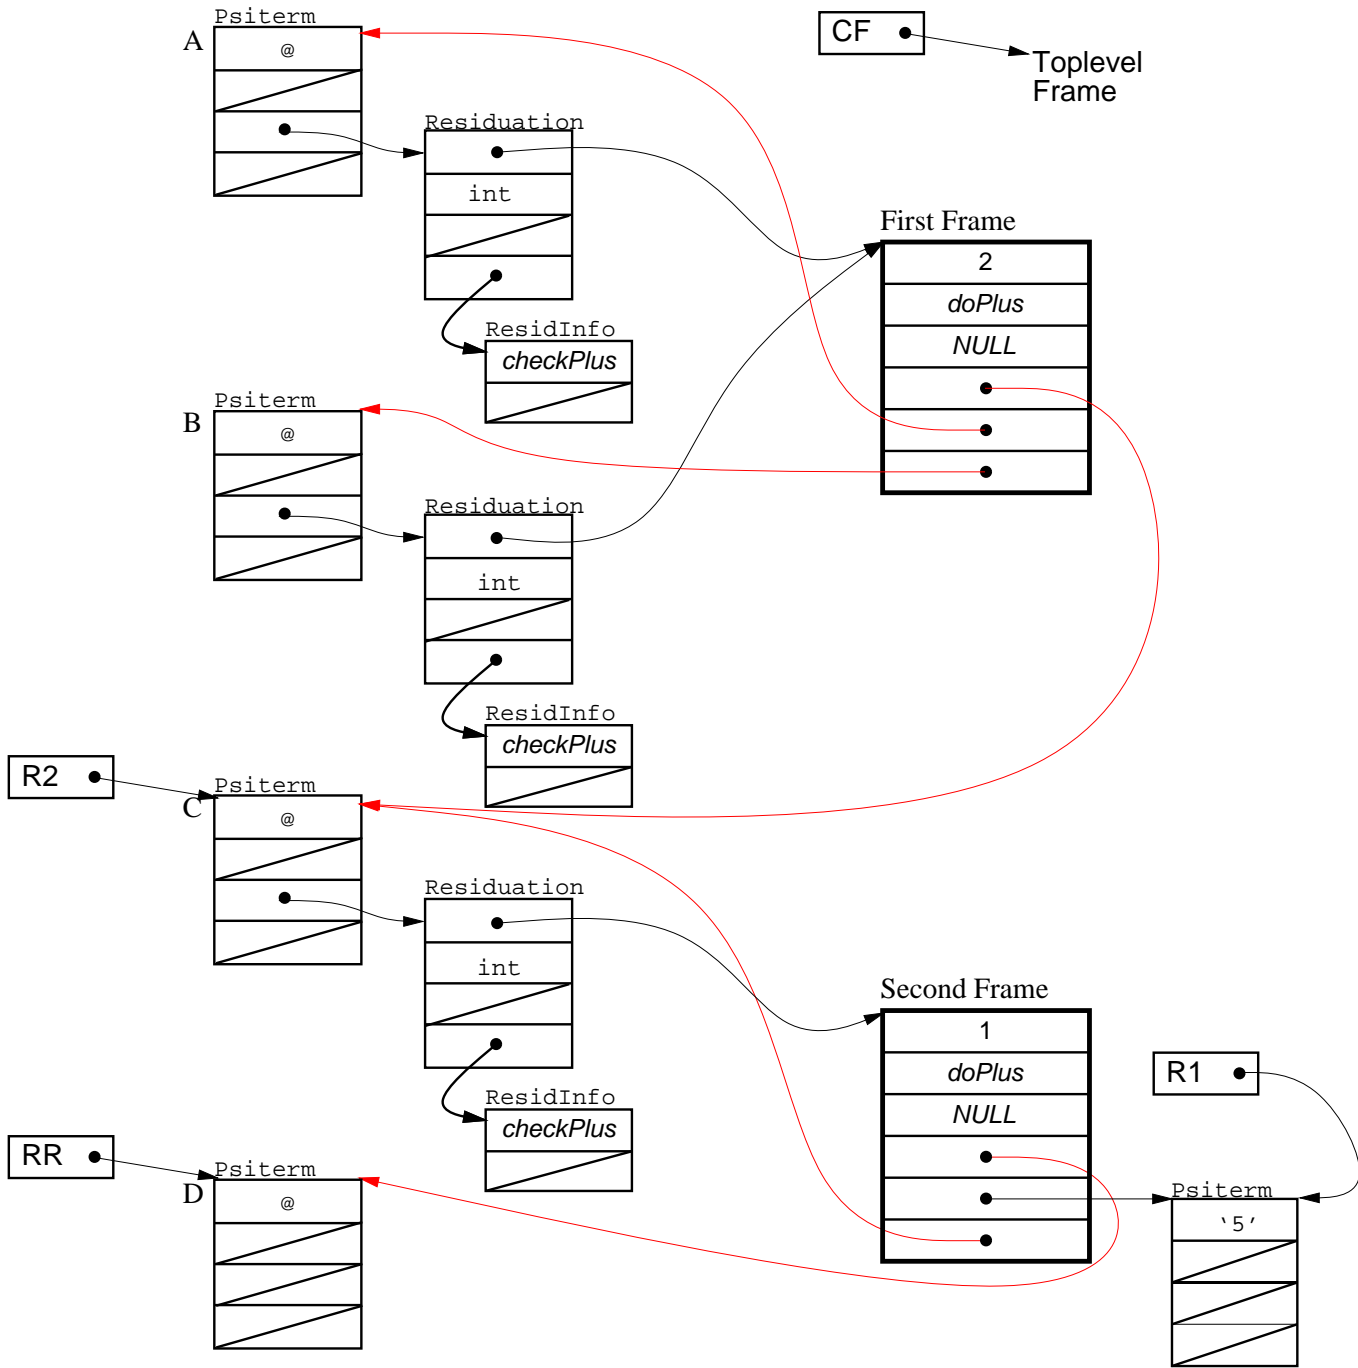 Psiterm
A
@
CF
Toplevel
Frame
Residuation
int
First Frame
2
doPlus
NULL
ResidInfo
checkPlus
Psiterm
B
@
Residuation
int
ResidInfo
checkPlus
R2
Psiterm
C
@
Residuation
int
Second Frame
1
doPlus
NULL
R1
ResidInfo
checkPlus
RR
Psiterm
D
@
Psiterm
‘5’